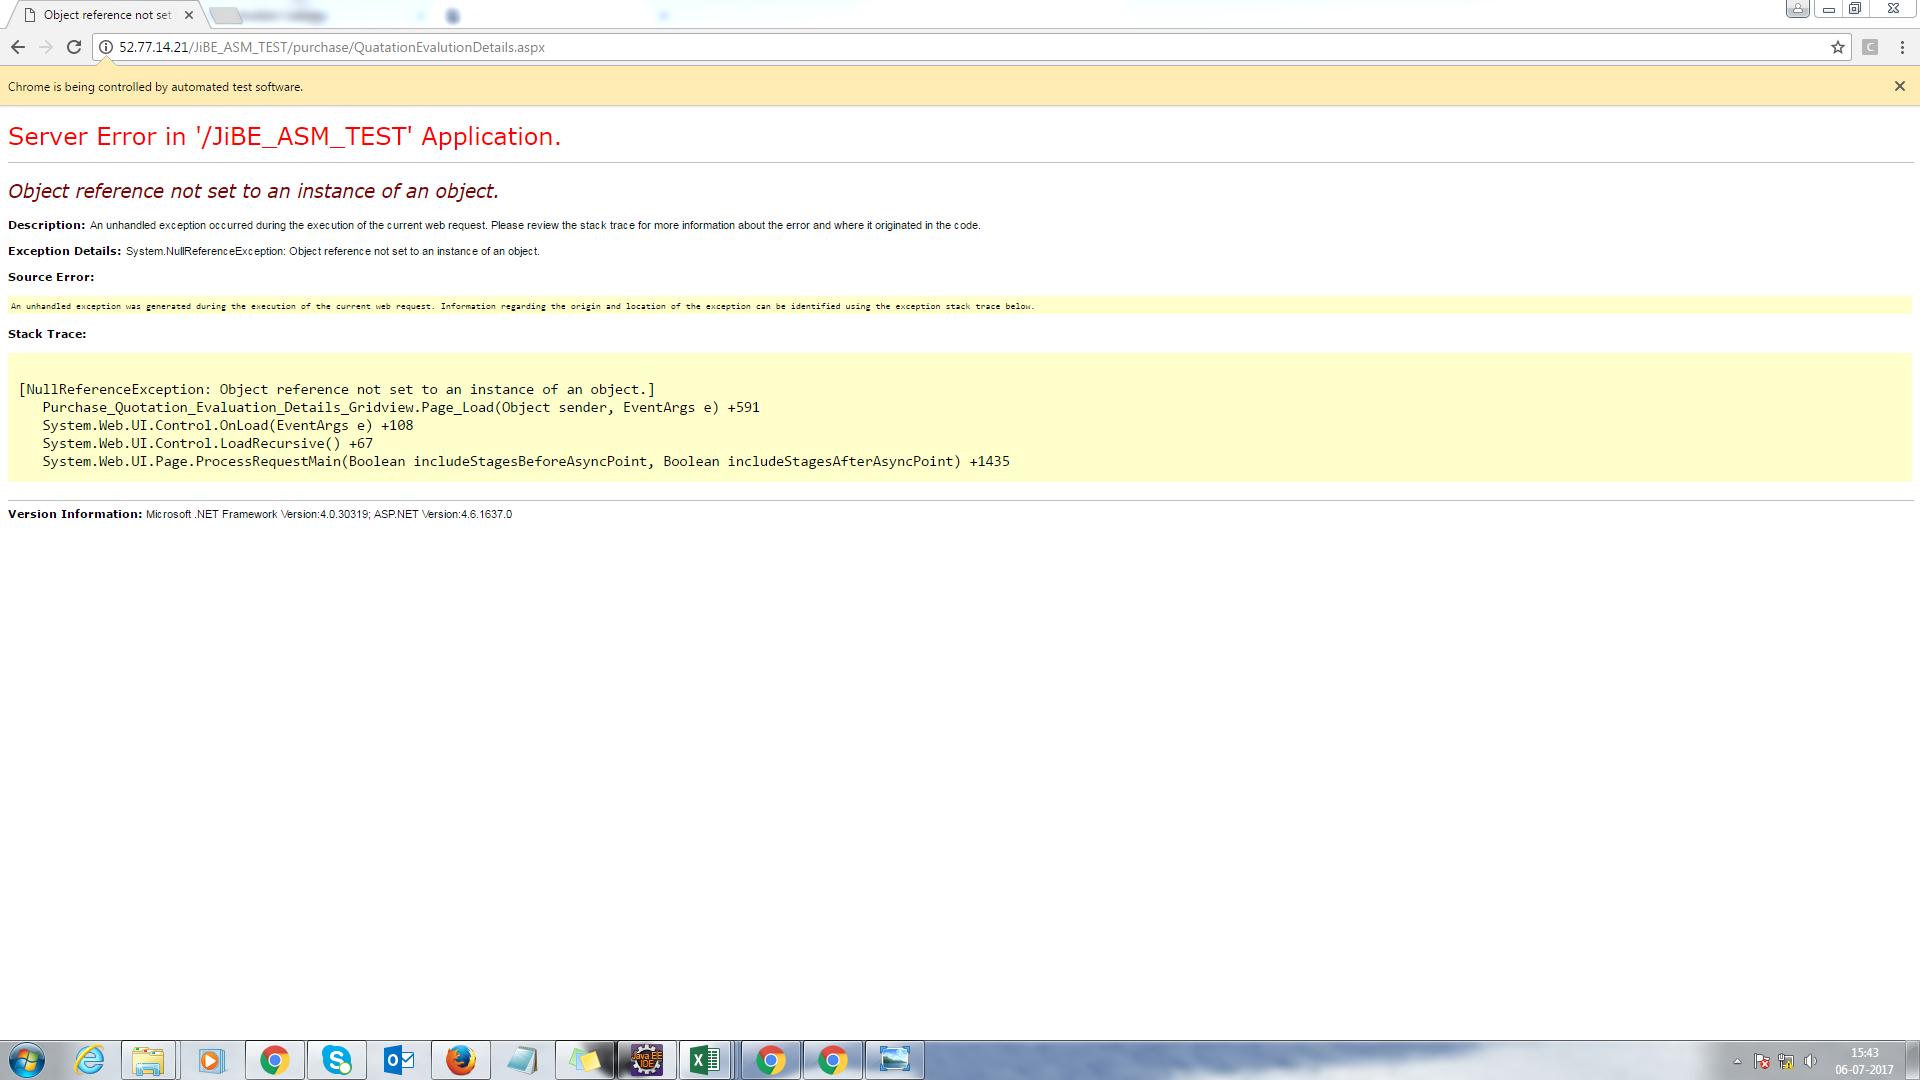 Object reference not set
52.77.14.21/JiBE_ASM_TEST/purchase/QuatationEvalutionDetails.aspx
C
Chrome is being controlled by automated test software.
Server Error in '/JiBE_ASM_TEST' Application.
Object reference not set to an instance of an object.
Description: An unhandled exception occurred during the execution of the current web request. Please review the stack trace for more information about the error and where it originated in the code.
Exception Details: System.NullReferenceException: Object reference not set to an instance of an object.
Source Error:
An unhandled exception was generated during the execution of the current web request. Information regarding the origin and location of the exception can be identified using the exception stack trace below.
Stack Trace:
[NullReferenceException: Object reference not set to an instance of an object.]
Purchase_Quotation_Evaluation_Details_Gridview.Page_Load(Object sender, EventArgs e) +591
System.Web.UI.Control.OnLoad(EventArgs e) +108
System.Web.UI.Control.LoadRecursive() +67
System.Web.UI.Page.ProcessRequestMain(Boolean includeStagesBeforeAsyncPoint, Boolean includeStagesAfterAsyncPoint) +1435
Version Information: Microsoft .NET Framework Version:4.0.30319; ASP.NET Version:4.6.1637.0
Java EE
IDE
15:43
06-07-2017